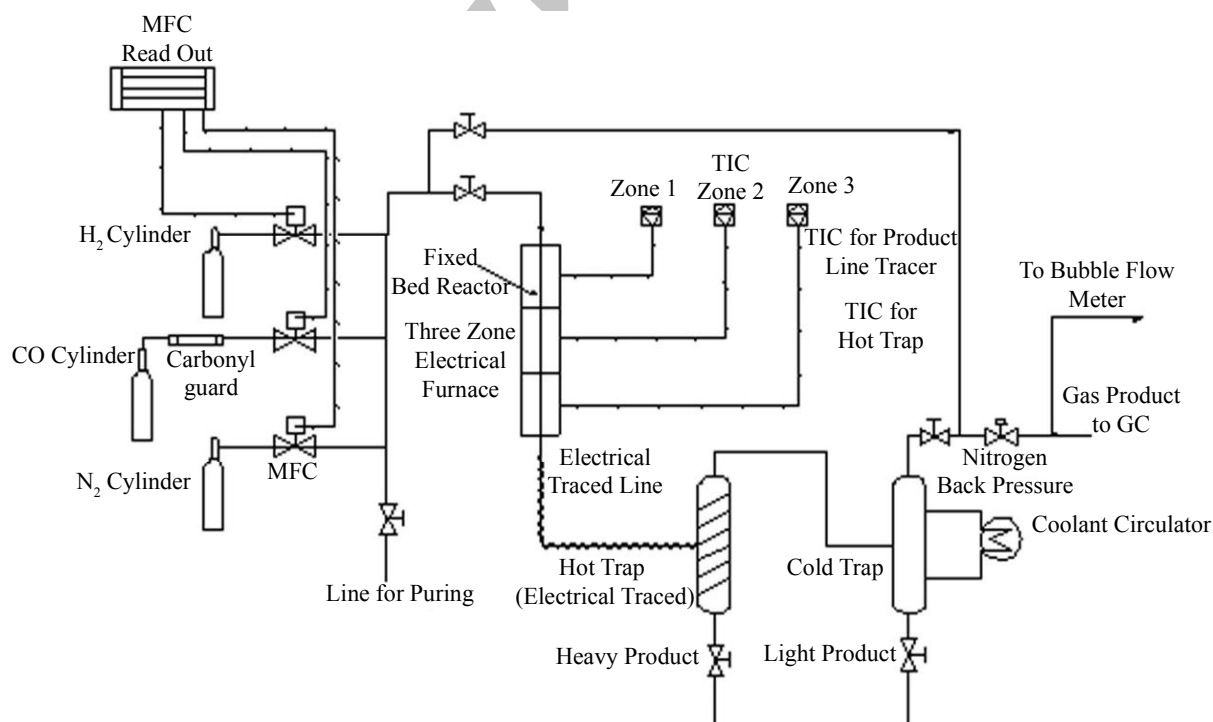 MFC
Read Out
H2 Cylinder
CO Cylinder
Carbonyl
guard
N2 Cylinder
MFC
Line for Puring
Fixed
Bed Reactor
Three Zone
Electrical
Furnace
Zone 1
TIC
Zone 2
Zone 3
TIC for Product
Line Tracer
TIC for
Hot Trap
To Bubble Flow
Meter
Gas Product
to GC
Nitrogen
Back Pressure
Electrical
Traced Line
Hot Trap
(Electrical Traced)
Cold Trap
Coolant Circulator
Heavy Product
Light Product